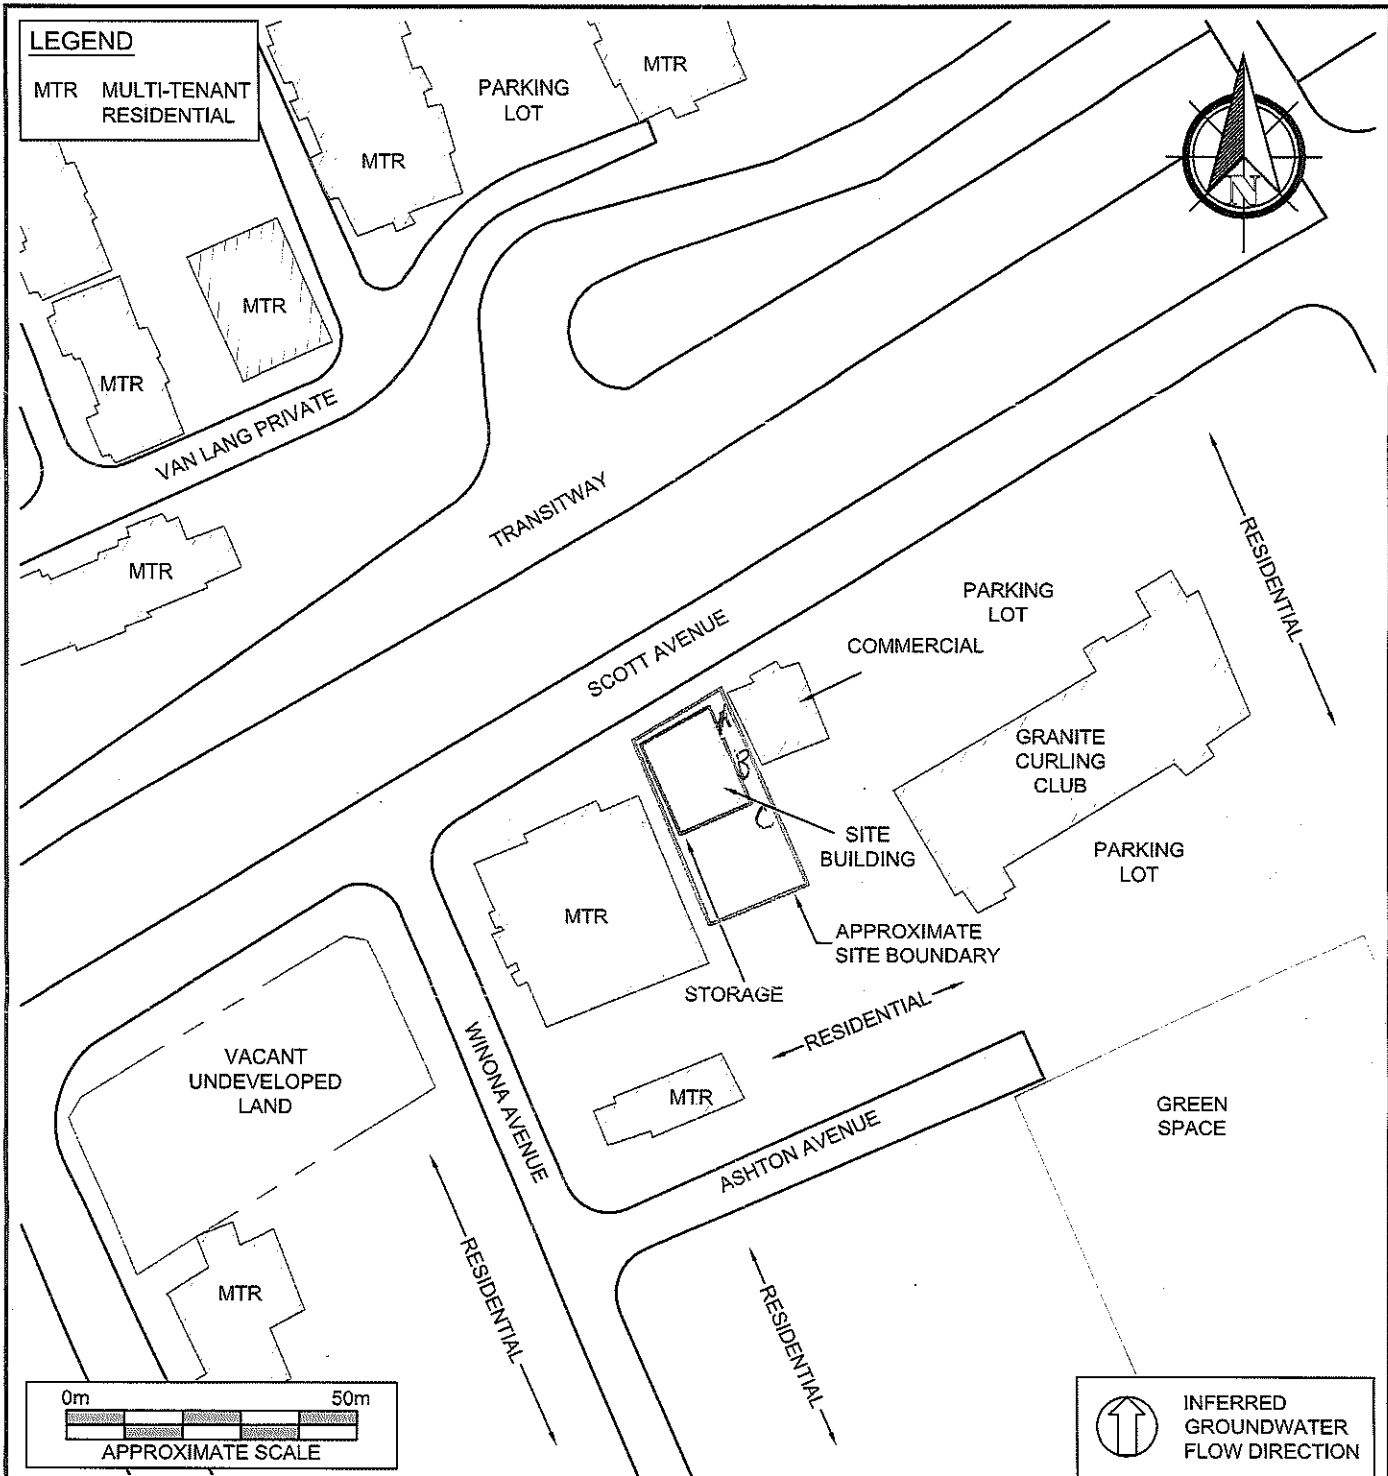 LEGEND
MTR MULTI-TENANT
RESIDENTIAL
MTR
PARKING
LOT
MTR
N
MTR
MTR
VAN LANG PRIVATE
TRANSITWAY
MTR
RESIDENTIAL
PARKING
LOT
SCOTT AVENUE
COMMERCIAL
A
B
C
GRANITE
CURLING
CLUB
SITE
BUILDING
PARKING
LOT
MTR
APPROXIMATE
SITE BOUNDARY
STORAGE
RESIDENTIAL
VACANT
UNDEVELOPED
LAND
WINONA AVENUE
MTR
GREEN
SPACE
ASHTON AVENUE
MTR
RESIDENTIAL
RESIDENTIAL
0m 50m
APPROXIMATE SCALE
INFERRED
GROUNDWATER
FLOW DIRECTION